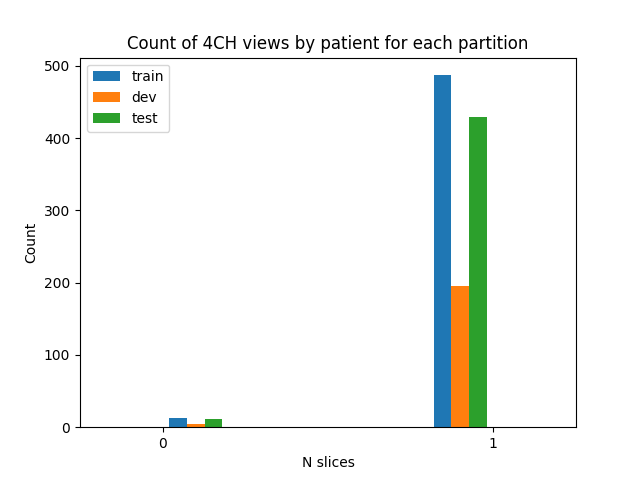 Count of 4CH views by patient for each partition
train
dev
test
500
400
300
200
100
0
Count
0 1
N slices